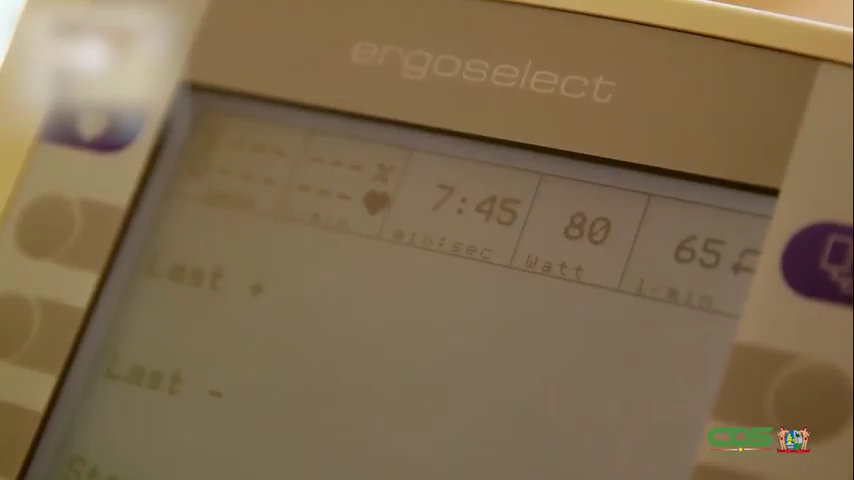 ergoselect
--- --- x 7:45 80 65
--- --- min:sec Watt 1/min
Last +
Last -
CDS